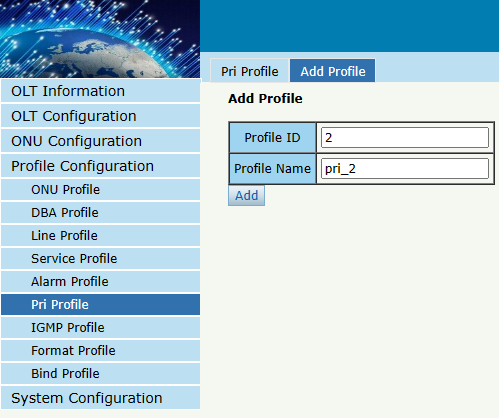 Pri Profile Add Profile
OLT Information
OLT Configuration
ONU Configuration
Profile Configuration
ONU Profile
DBA Profile
Line Profile
Service Profile
Alarm Profile
Pri Profile
IGMP Profile
Format Profile
Bind Profile
System Configuration
Add Profile
Profile ID 2
Profile Name pri_2
Add